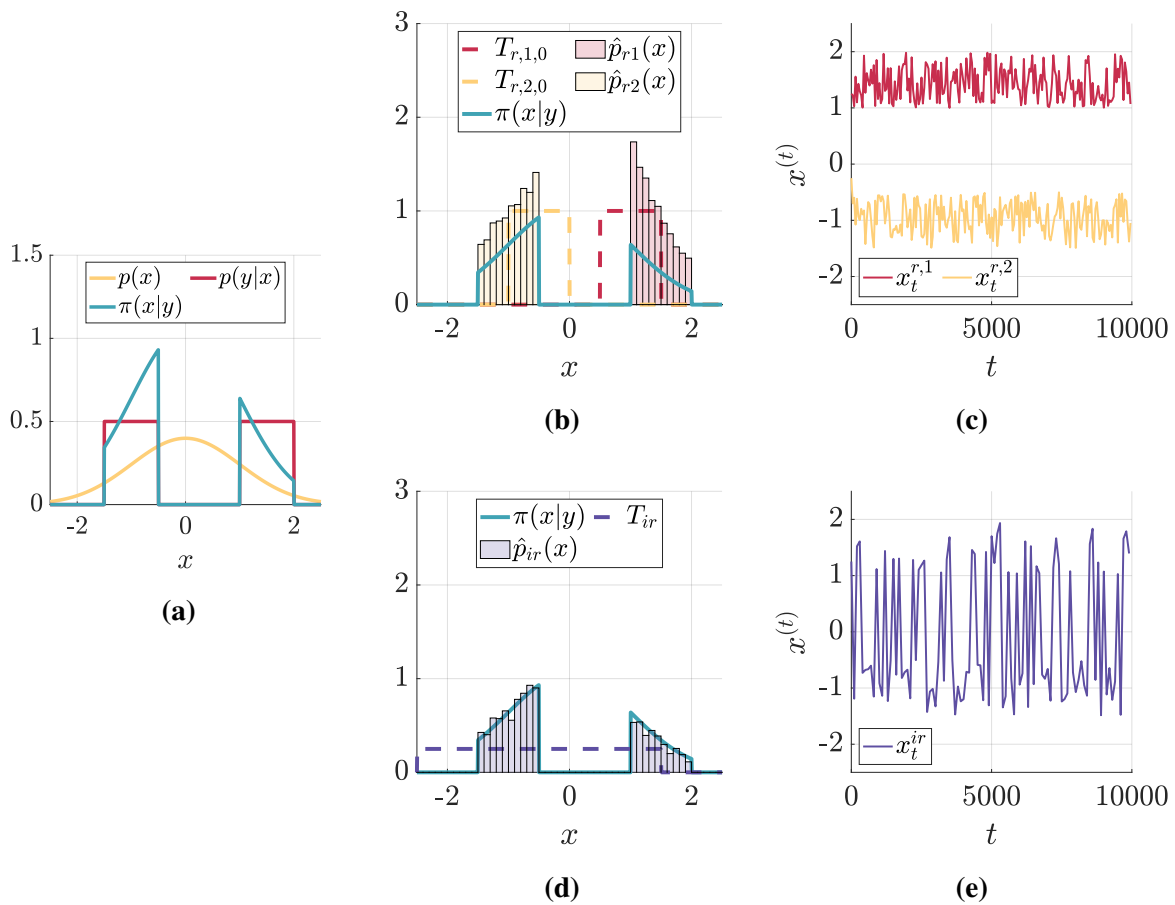 1.5
p(x) p(y|x)
π(x|y)
1
0.5
0
-2 0 2
x
(a)
3
T_{r,1,0} p̂_{r1}(x)
T_{r,2,0} p̂_{r2}(x)
π(x|y)
2
1
0
-2 0 2
x
(b)
2
1
0
-1
-2
x^{(t)}
x_t^{r,1} x_t^{r,2}
0 5000 10000
t
(c)
3
π(x|y) T_{ir}
p̂_{ir}(x)
2
1
0
-2 0 2
x
(d)
2
1
0
-1
-2
x^{(t)}
x_t^{ir}
0 5000 10000
t
(e)